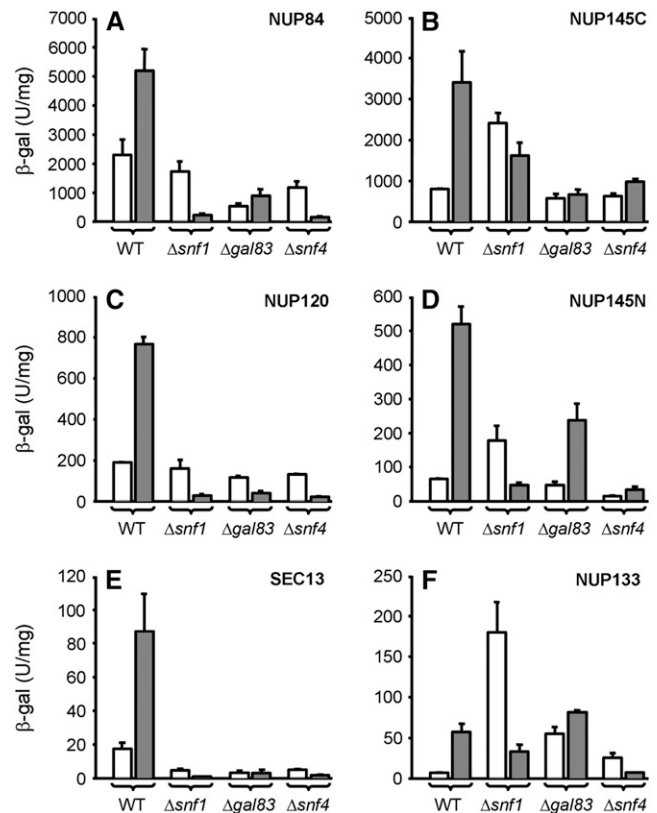 A NUP84
β-gal (U/mg)
7000
6000
5000
4000
3000
2000
1000
0
WT Δsnf1 Δgal83 Δsnf4
B NUP145C
5000
4000
3000
2000
1000
0
WT Δsnf1 Δgal83 Δsnf4
C NUP120
β-gal (U/mg)
1000
800
600
400
200
0
WT Δsnf1 Δgal83 Δsnf4
D NUP145N
600
500
400
300
200
100
0
WT Δsnf1 Δgal83 Δsnf4
E SEC13
β-gal (U/mg)
120
100
80
60
40
20
0
WT Δsnf1 Δgal83 Δsnf4
F NUP133
250
200
150
100
50
0
WT Δsnf1 Δgal83 Δsnf4